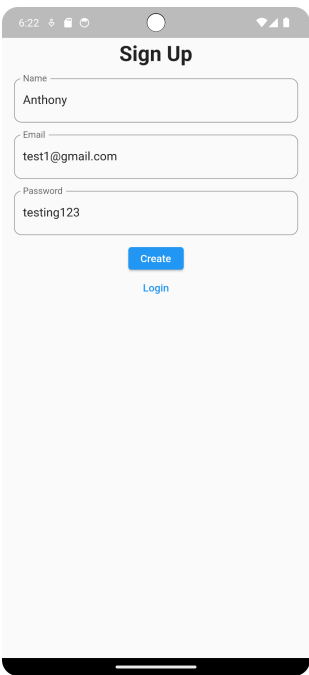 6:22
Sign Up
Name
Anthony
Email
test1@gmail.com
Password
testing123
Create
Login